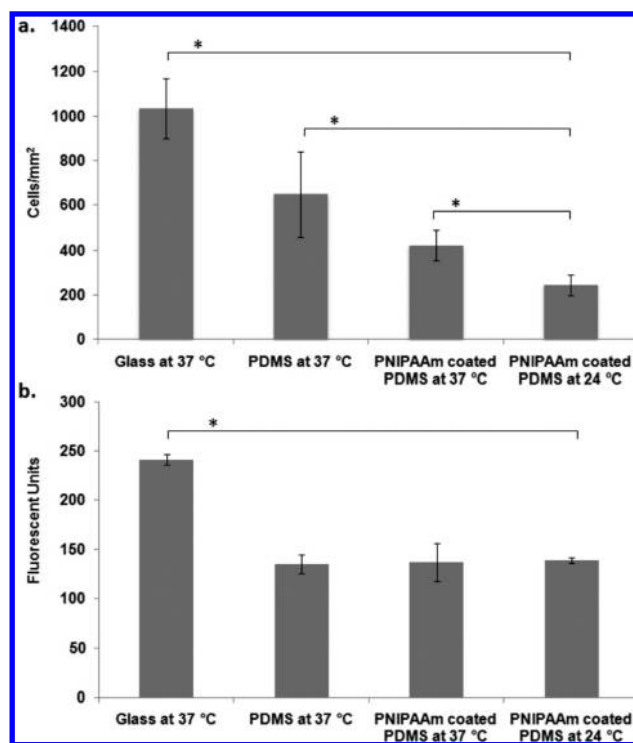 a.
*
*
*
1400
1200
1000
800
600
400
200
0
Cells/mm²
Glass at 37 °C
PDMS at 37 °C
PNIPAAm coated
PDMS at 37 °C
PNIPAAm coated
PDMS at 24 °C
b.
*
300
250
200
150
100
50
0
Fluorescent Units
Glass at 37 °C
PDMS at 37 °C
PNIPAAm coated
PDMS at 37 °C
PNIPAAm coated
PDMS at 24 °C